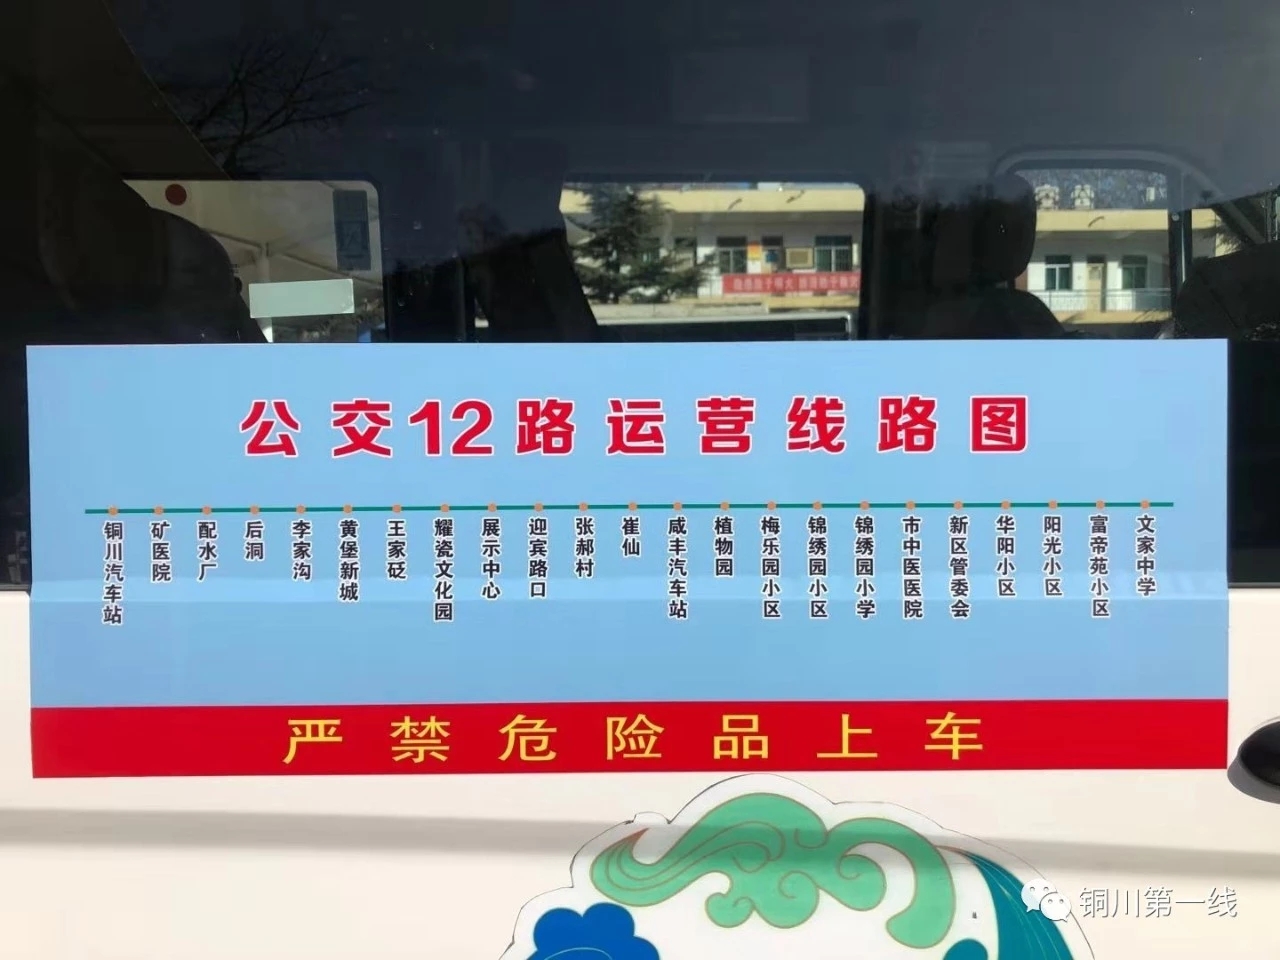 公交12路运营线路图
铜川汽车站
矿医院
配水厂
后洞
李家沟
黄堡新城
王家砭
耀瓷文化园
展示中心
迎宾路口
张郝村
崔仙
咸丰汽车站
植物园
梅乐园小区
锦绣园小区
锦绣园小学
市中医医院
新区管委会
华阳小区
阳光小区
富帝苑小区
文家中学
严禁危险品上车
铜川第一线